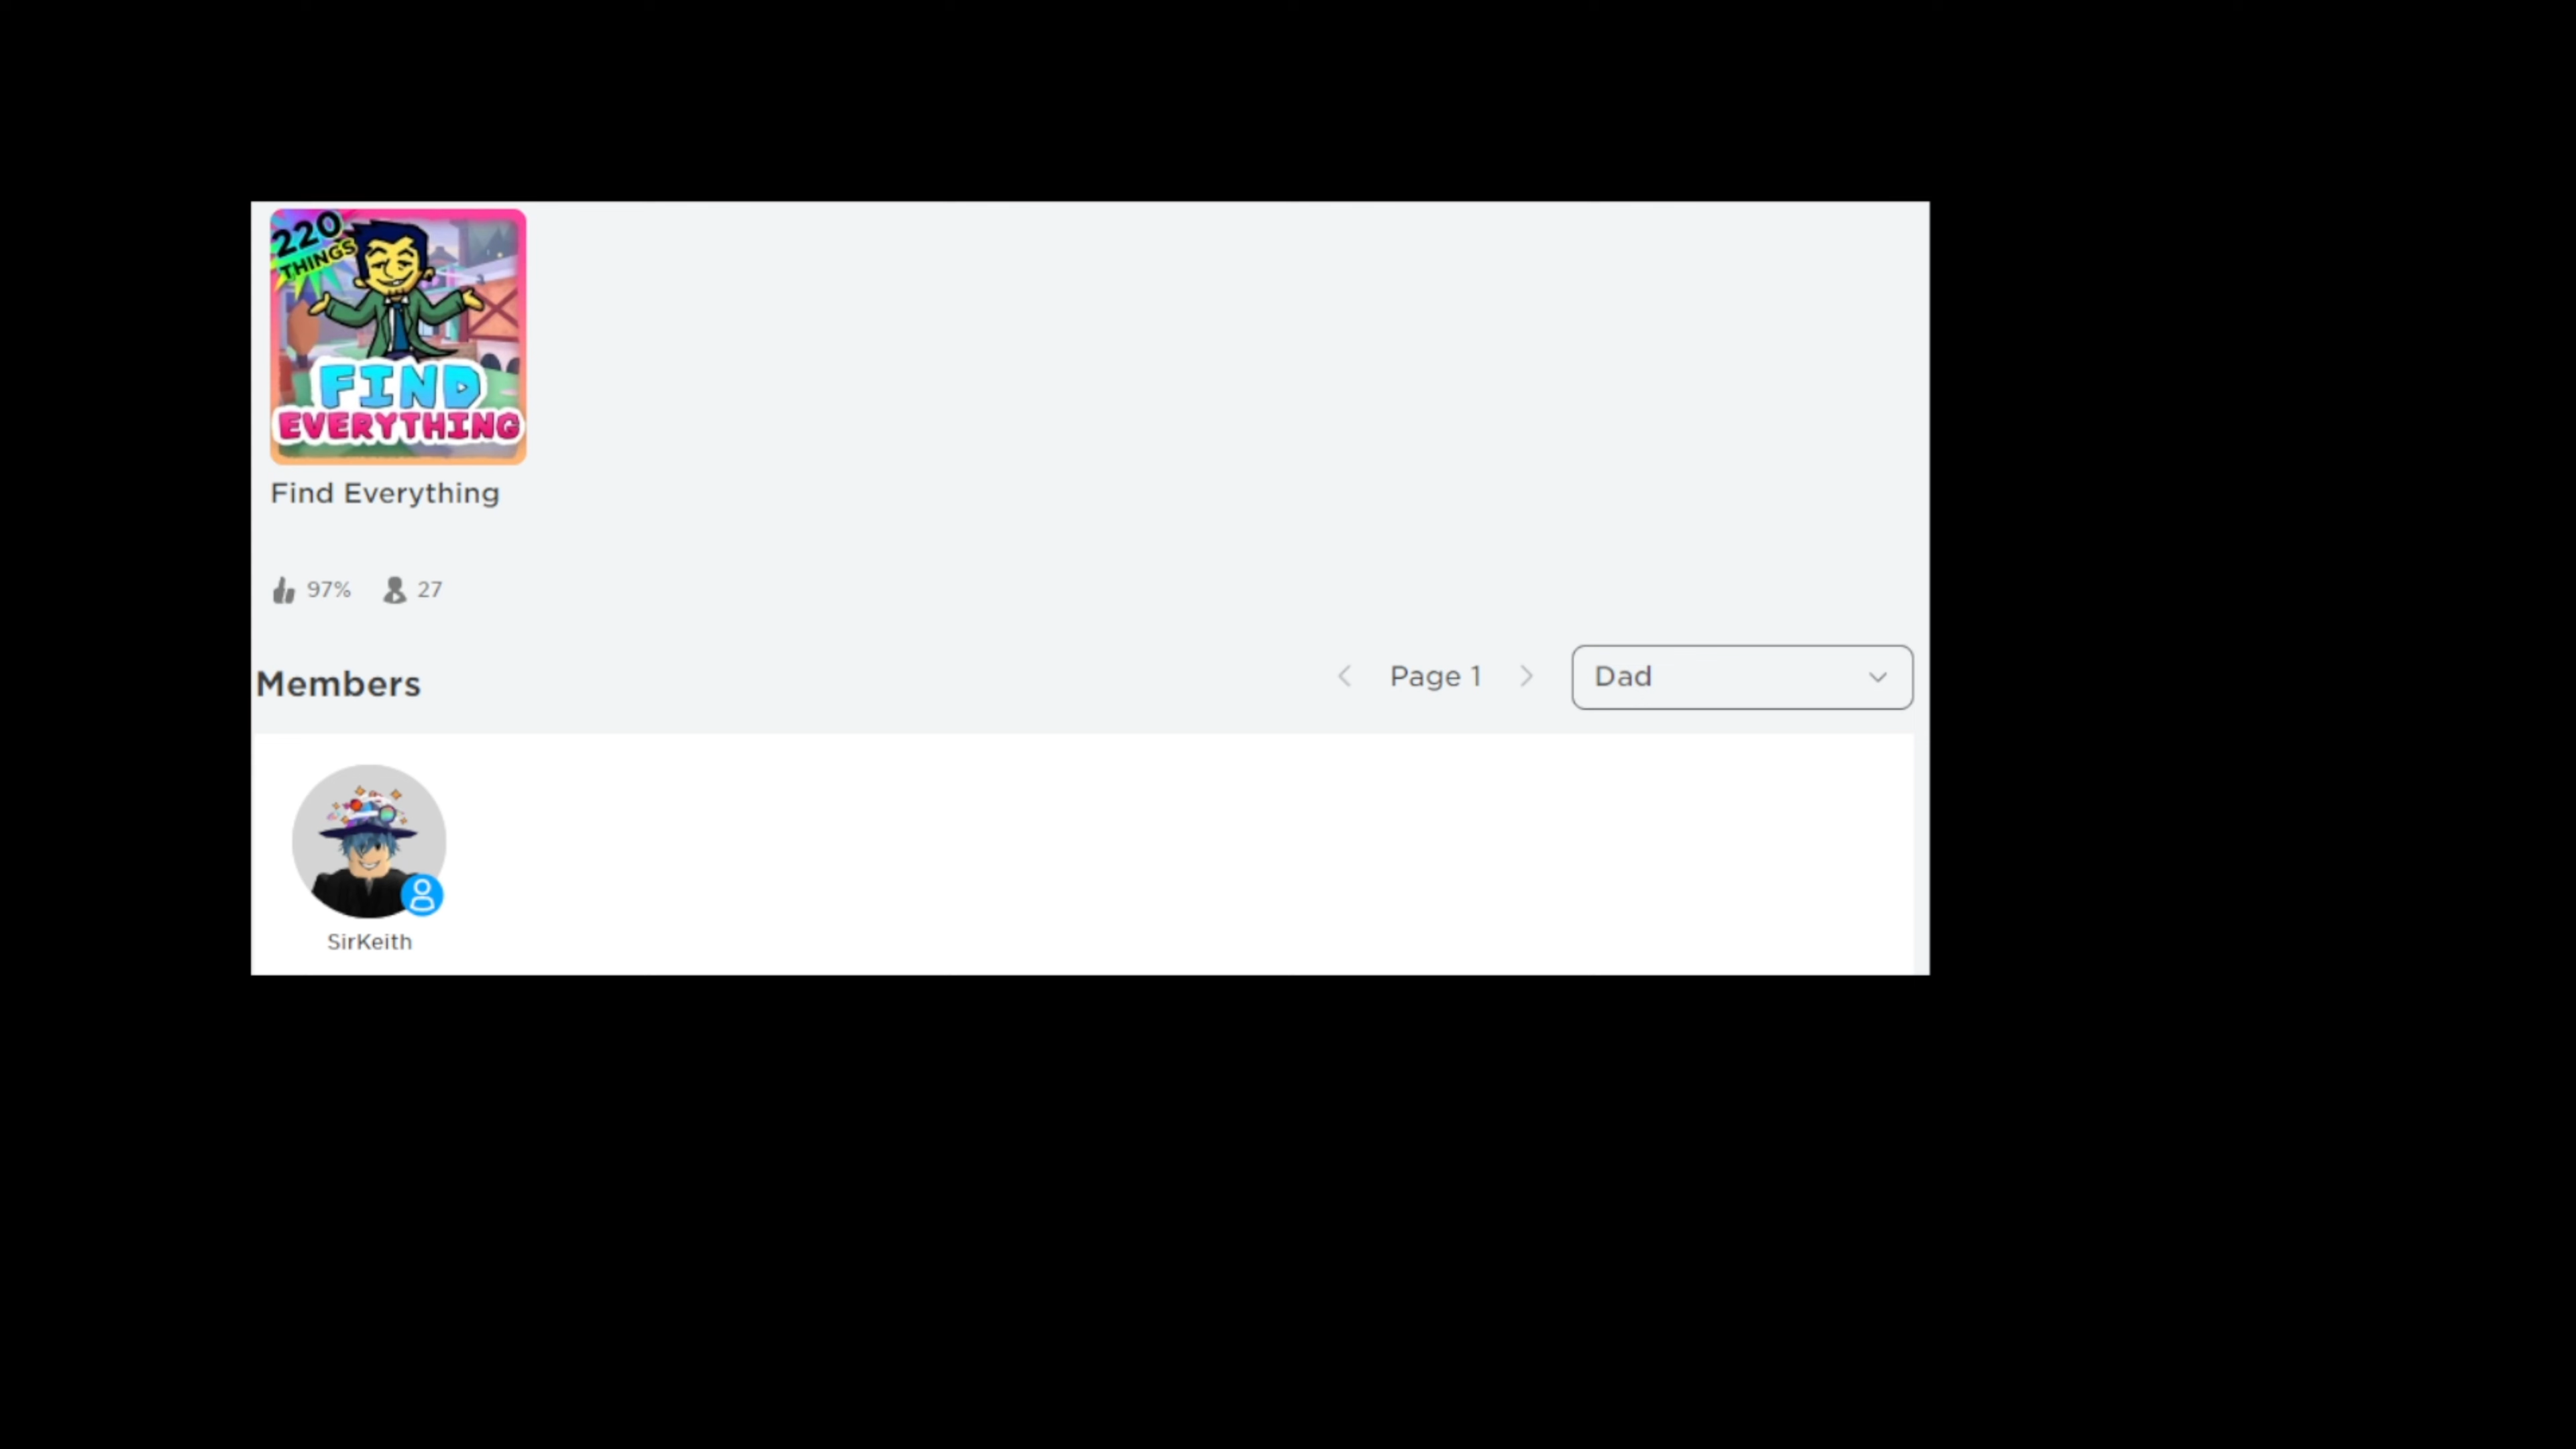 220
THINGS
FIND
EVERYTHING
Find Everything
97% 27
Members
Page 1
Dad
SirKeith